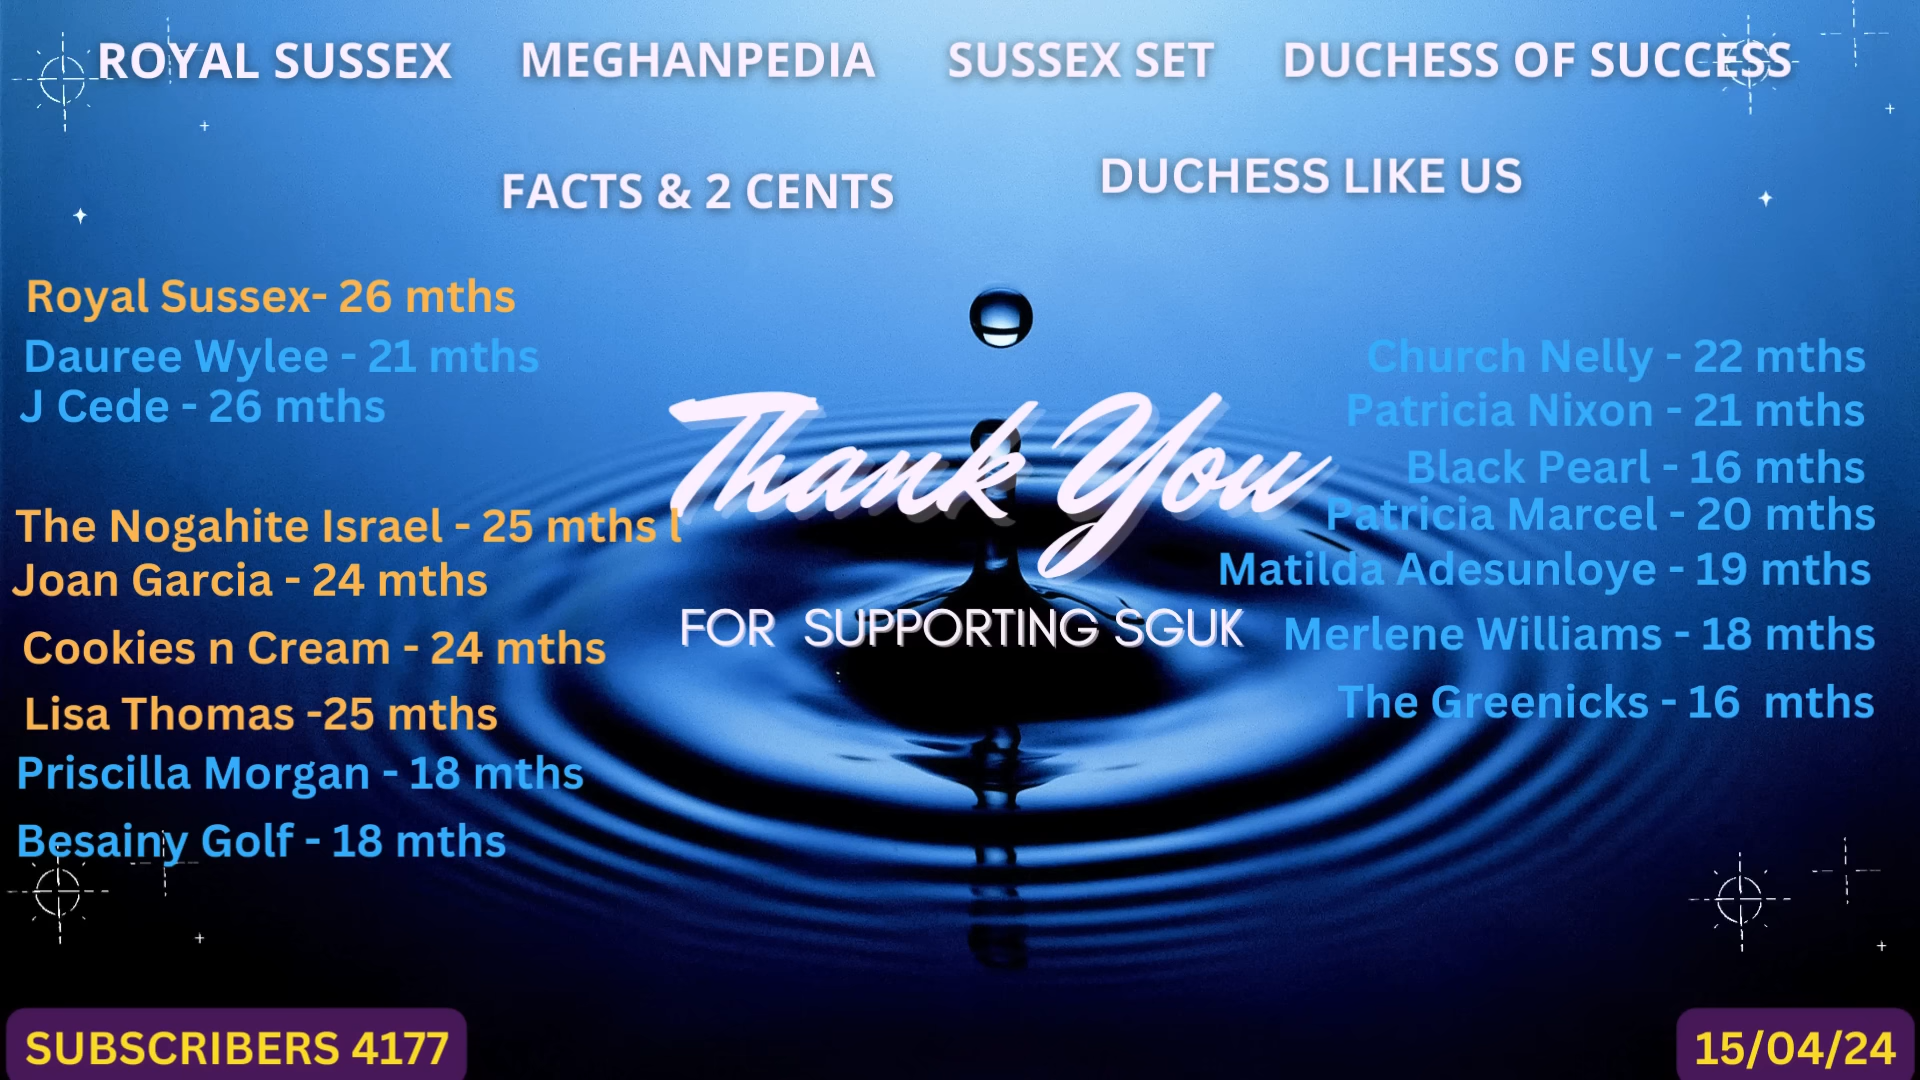 ROYAL SUSSEX MEGHANPEDIA SUSSEX SET DUCHESS OF SUCCESS
FACTS & 2 CENTS DUCHESS LIKE US
Royal Sussex- 26 mths
Dauree Wylee - 21 mths
J Cede - 26 mths
The Nogahite Israel - 25 mths l
Joan Garcia - 24 mths
Cookies n Cream - 24 mths
Lisa Thomas -25 mths
Priscilla Morgan - 18 mths
Besainy Golf - 18 mths
Thank You
FOR SUPPORTING SGUK
Church Nelly - 22 mths
Patricia Nixon - 21 mths
Black Pearl - 16 mths
Patricia Marcel - 20 mths
Matilda Adesunloye - 19 mths
Merlene Williams - 18 mths
The Greenicks - 16 mths
SUBSCRIBERS 4177
15/04/24